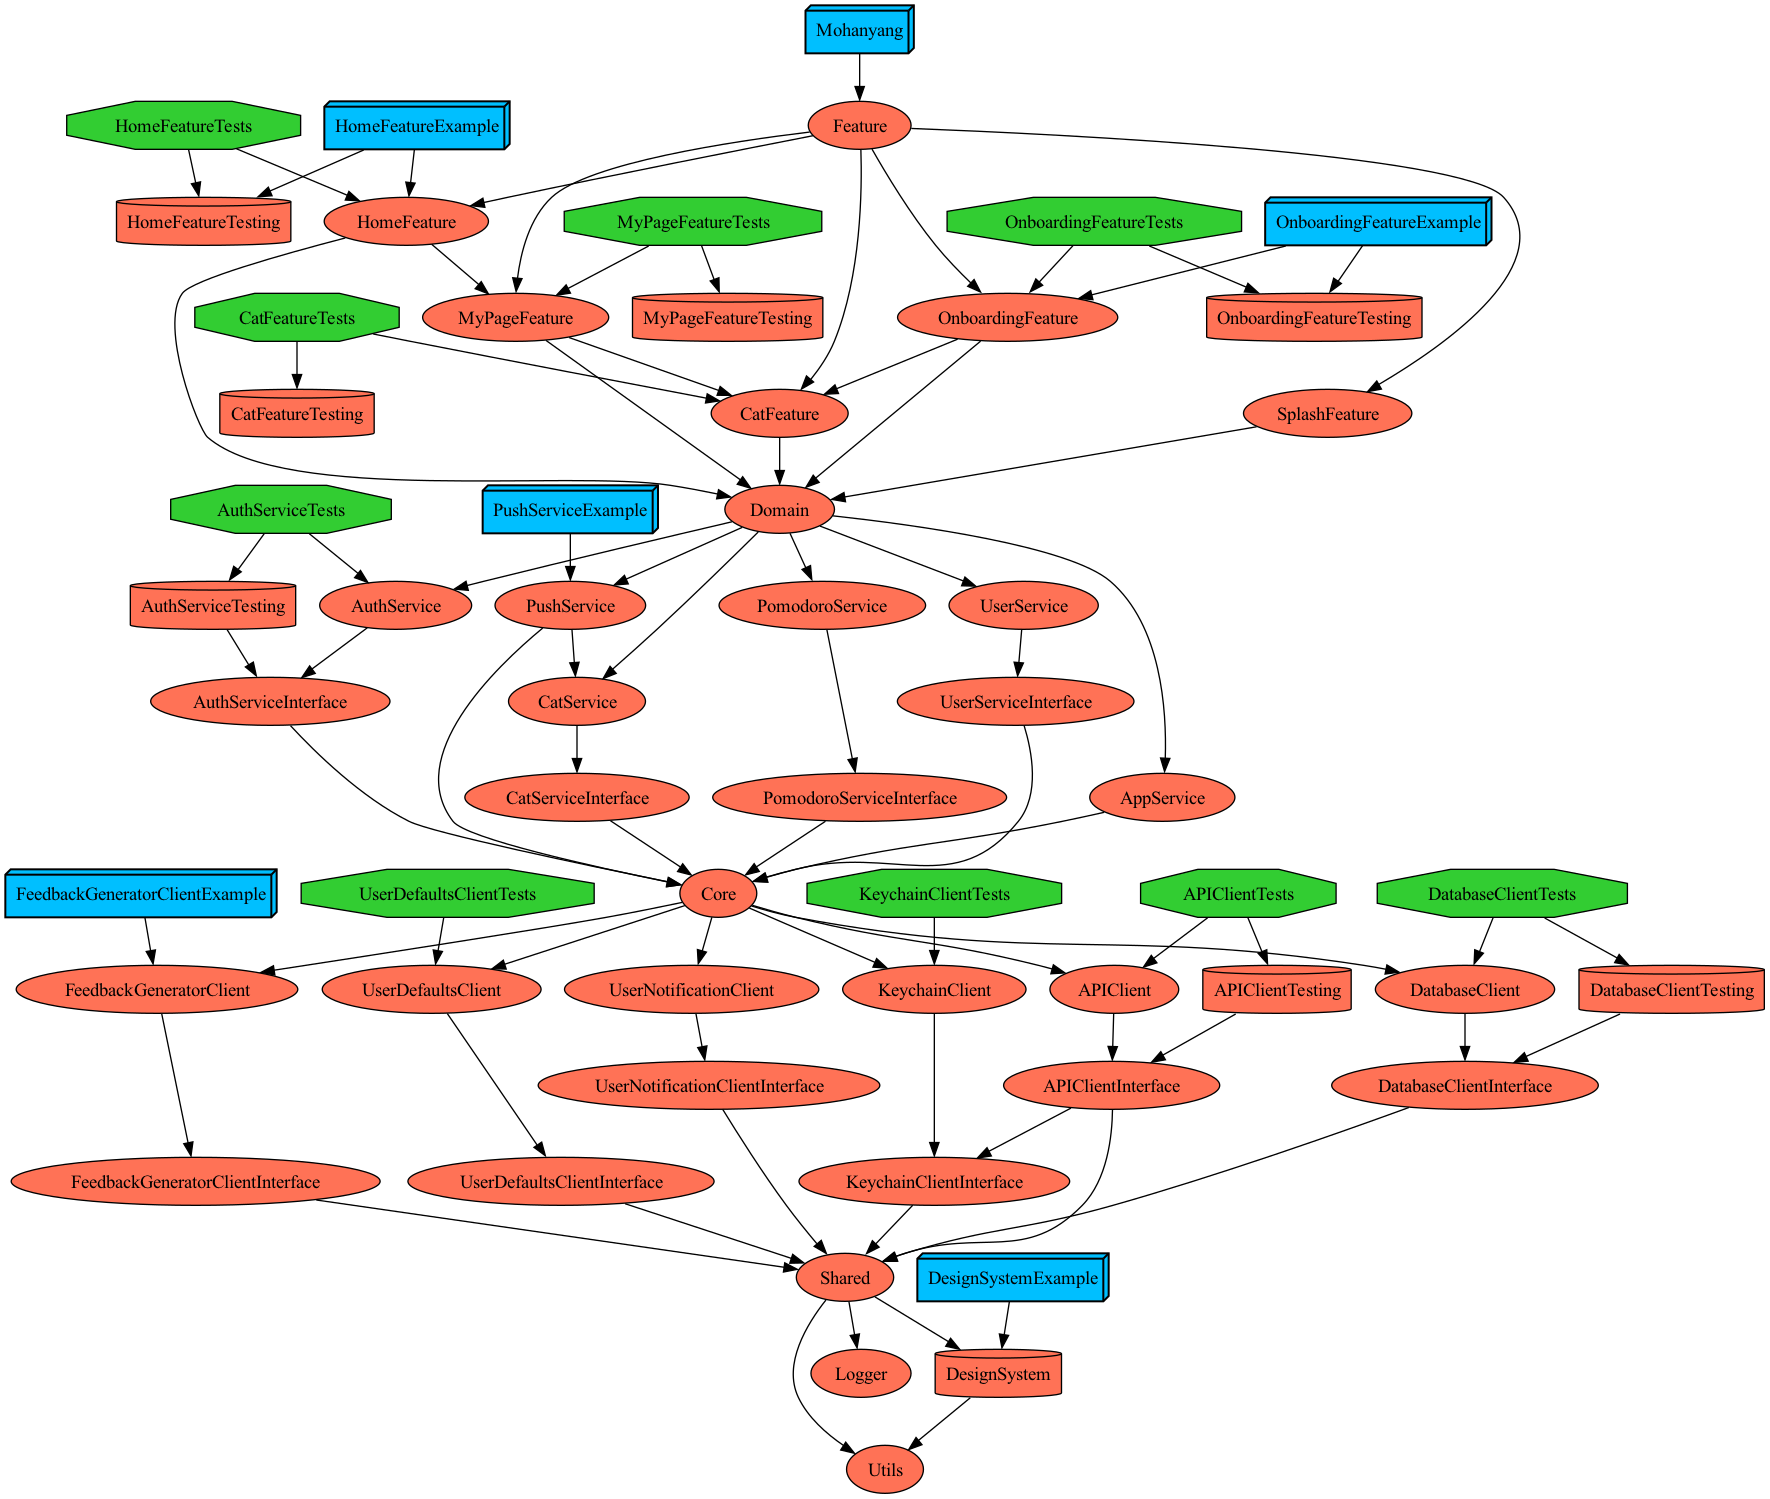 Mohanyang
HomeFeatureTests
HomeFeatureExample
Feature
HomeFeatureTesting
HomeFeature
MyPageFeatureTests
OnboardingFeatureTests
OnboardingFeatureExample
CatFeatureTests
MyPageFeature
MyPageFeatureTesting
OnboardingFeature
OnboardingFeatureTesting
CatFeatureTesting
CatFeature
SplashFeature
AuthServiceTests
PushServiceExample
Domain
AuthServiceTesting
AuthService
PushService
PomodoroService
UserService
AuthServiceInterface
CatService
UserServiceInterface
CatServiceInterface
PomodoroServiceInterface
AppService
FeedbackGeneratorClientExample
UserDefaultsClientTests
Core
KeychainClientTests
APIClientTests
DatabaseClientTests
FeedbackGeneratorClient
UserDefaultsClient
UserNotificationClient
KeychainClient
APIClient
APIClientTesting
DatabaseClient
DatabaseClientTesting
UserNotificationClientInterface
APIClientInterface
DatabaseClientInterface
FeedbackGeneratorClientInterface
UserDefaultsClientInterface
KeychainClientInterface
Shared
DesignSystemExample
Logger
DesignSystem
Utils